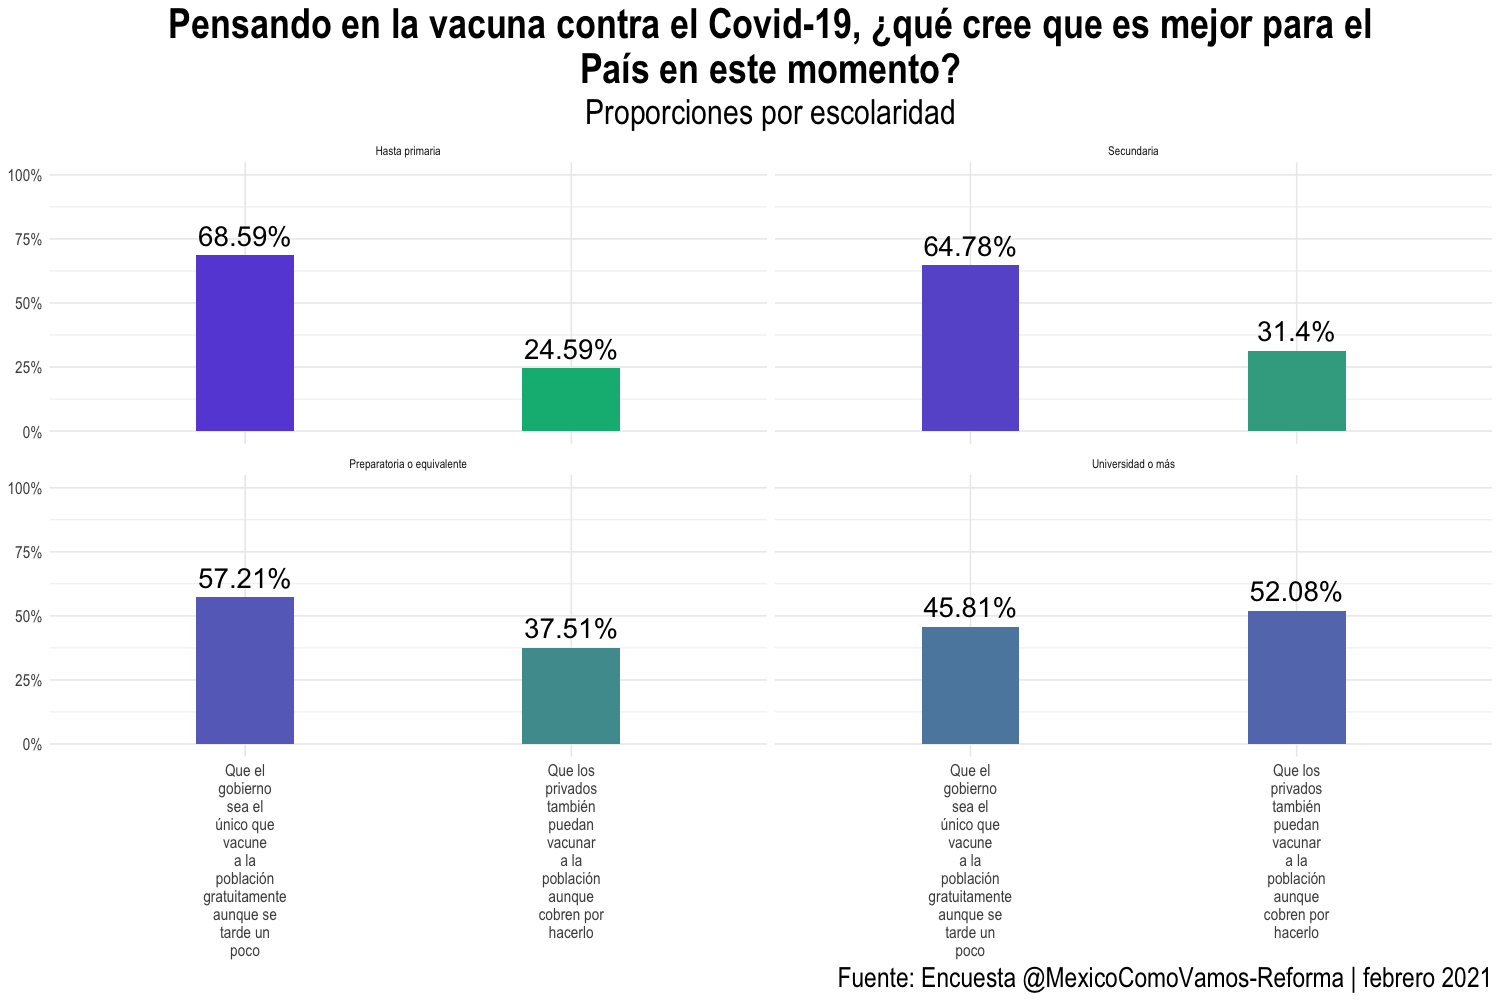 Pensando en la vacuna contra el Covid-19, ¿qué cree que es mejor para el
País en este momento?
Proporciones por escolaridad
Hasta primaria
Secundaria
100%
75%
50%
25%
0%
68.59%
24.59%
64.78%
31.4%
Preparatoria o equivalente
Universidad o más
100%
75%
50%
25%
0%
57.21%
37.51%
45.81%
52.08%
Que el
gobierno
sea el
único que
vacune
a la
población
gratuitamente
aunque se
tarde un
poco
Que los
privados
también
puedan
vacunar
a la
población
aunque
cobren por
hacerlo
Que el
gobierno
sea el
único que
vacune
a la
población
gratuitamente
aunque se
tarde un
poco
Que los
privados
también
puedan
vacunar
a la
población
aunque
cobren por
hacerlo
Fuente: Encuesta @MexicoComoVamos-Reforma | febrero 2021